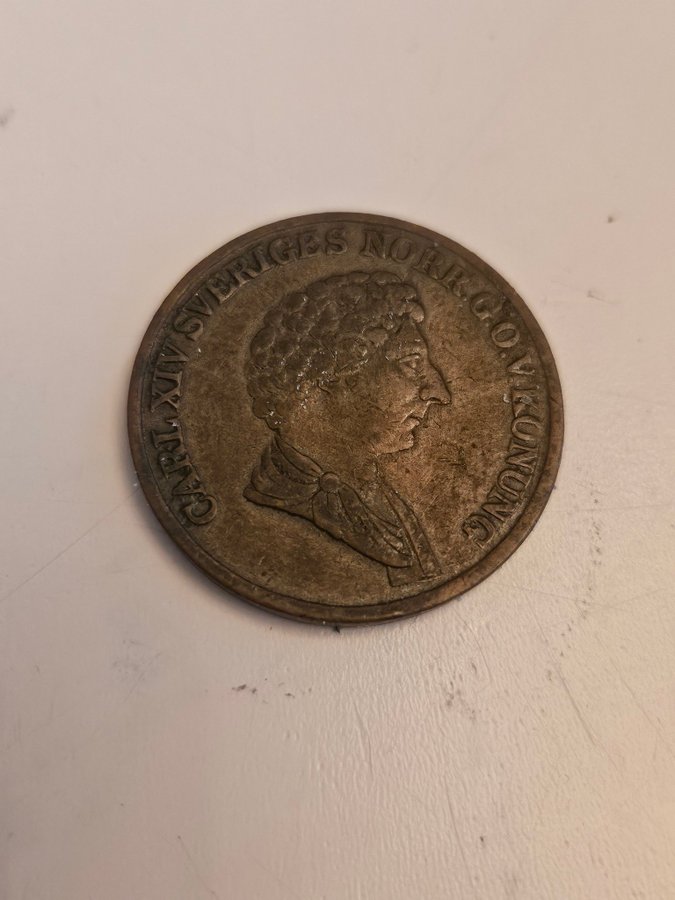 CARL XIV SVERIGES NORR. G. O. V. KONUNG